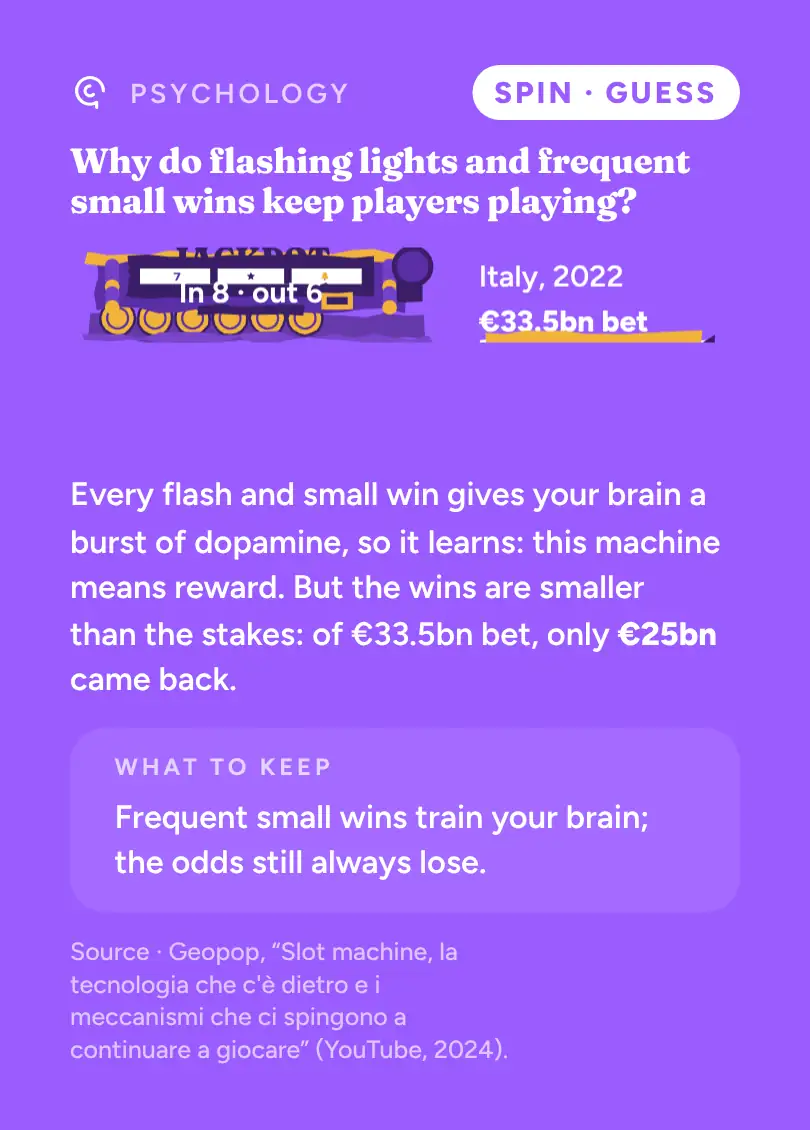 PSYCHOLOGY
SPIN · GUESS
Why do flashing lights and frequent
small wins keep players playing?
JACKPOT
7
In 8 · out 6
Italy, 2022
€33.5bn bet
Every flash and small win gives your brain a
burst of dopamine, so it learns: this machine
means reward. But the wins are smaller
than the stakes: of €33.5bn bet, only €25bn
came back.
WHAT TO KEEP
Frequent small wins train your brain;
the odds still always lose.
Source · Geopop, “Slot machine, la
tecnologia che c'è dietro e i
meccanismi che ci spingono a
continuare a giocare” (YouTube, 2024).